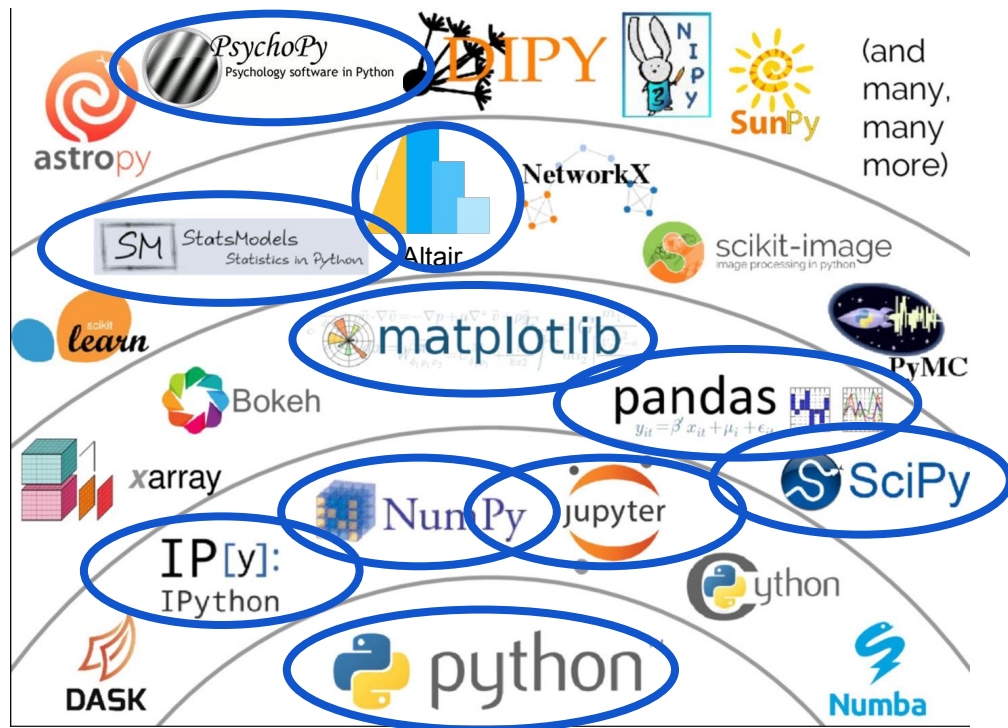 PsychoPy
Psychology software in Python
DIPY
NIPY
SunPy
(and
many,
many
more)
astropy
NetworkX
SM StatsModels
Statistics in Python
Altair
scikit-image
image processing in python
scikit
learn
matplotlib
PyMC
Bokeh
pandas
xarray
NumPy
jupyter
SciPy
IP[y]:
IPython
Cython
DASK
python
Numba